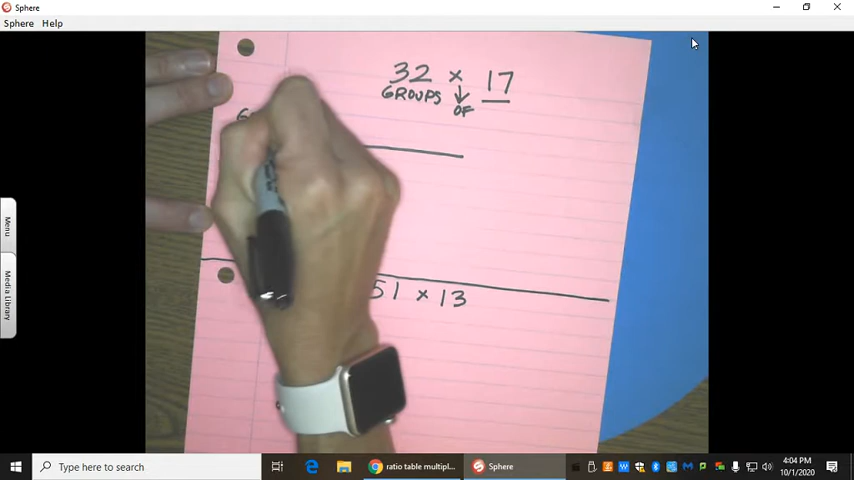 Sphere
Sphere Help
32 × 17
GROUPS ↓
OF
51 × 13
Menu
Media Library
Type here to search
ratio table multipl...
Sphere
4:04 PM
10/1/2020